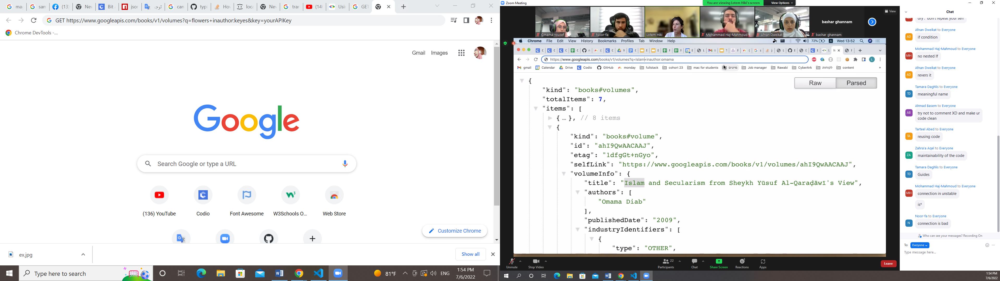 (13)
Bit
GET https://www.googleapis.com/books/v1/volumes?q=flowers+inauthor:keyes&key=yourAPIKey
Chrome DevTools -...
Gmail
Images
Google
Search Google or type a URL
(136) YouTube
Codio
Font Awesome
W3Schools O...
Web Store
Customize Chrome
ex.jpg
Show all
Type here to search
81°F
ENG
1:54 PM
7/6/2022
Zoom Meeting
You are viewing Lotem Hiki's screen
View Options
View
Omama Yousef
Noor-fa
Lotem Hiki
Mohammad Haj-Mahmoud
Afnan Dweikat
bashar ghannam
bashar ghannam
Chrome File Edit View History Bookmarks Profiles Tab Window Help
72%
Wed 13:52
https://www.googleapis.com/books/v1/volumes?q=Islam+inauthor:omama
gmail
Calendar
Drive
Codio
GitHub
monday
fullstack
cohort 23
mac for students
מיונים
Job manager
Rawabi
CyberArk
לקוחות
content
Raw
Parsed
{
"kind": "books#volumes",
"totalItems": 7,
"items": [
{ … }, // 8 items
{
"kind": "books#volume",
"id": "ahI9QwAACAAJ",
"etag": "1dfgGt+nGyo",
"selfLink": "https://www.googleapis.com/books/v1/volumes/ahI9QwAACAAJ",
"volumeInfo": {
"title": "Islam and Secularism from Sheykh Yūsuf Al-Qaraḍāwī's View",
"authors": [
"Omama Diab"
],
"publishedDate": "2009",
"industryIdentifiers": [
{
"type": "OTHER",
Unmute
Stop Video
Participants
22
Chat
Share Screen
Reactions
Apps
Leave
Chat
dry : don't repeat your self
Afnan Dweikat to Everyone
AD
if condition
Mohammad Haj-Mahmoud to Everyone
MH
no nested If
Afnan Dweikat to Everyone
AD
revers it
Tamara Daghlis to Everyone
TD
meaningful name
Ahmad Basem to Everyone
AB
try not to comment XD and make ur
code clean
Tarteel Abed to Everyone
TA
reusing code
Zahra'a Aqel to Everyone
ZA
maintainability of the code
Tamara Daghlis to Everyone
TD
Guides
Mohammad Haj-Mahmoud to Everyone
MH
connection in unstable
is*
Noor-fa to Everyone
N
connection is bad
Who can see your messages? Recording On
To: Everyone
Type message here...
1:54 PM
7/6/2022